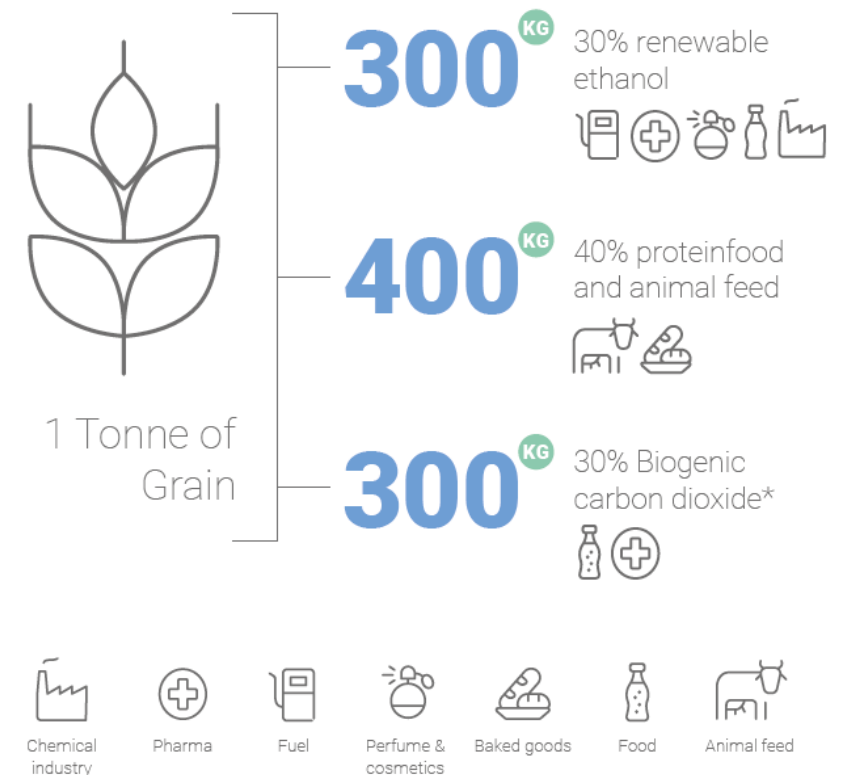 300 KG
30% renewable
ethanol
400 KG
40% proteinfood
and animal feed
1 Tonne of
Grain
300 KG
30% Biogenic
carbon dioxide*
Chemical
industry
Pharma
Fuel
Perfume &
cosmetics
Baked goods
Food
Animal feed